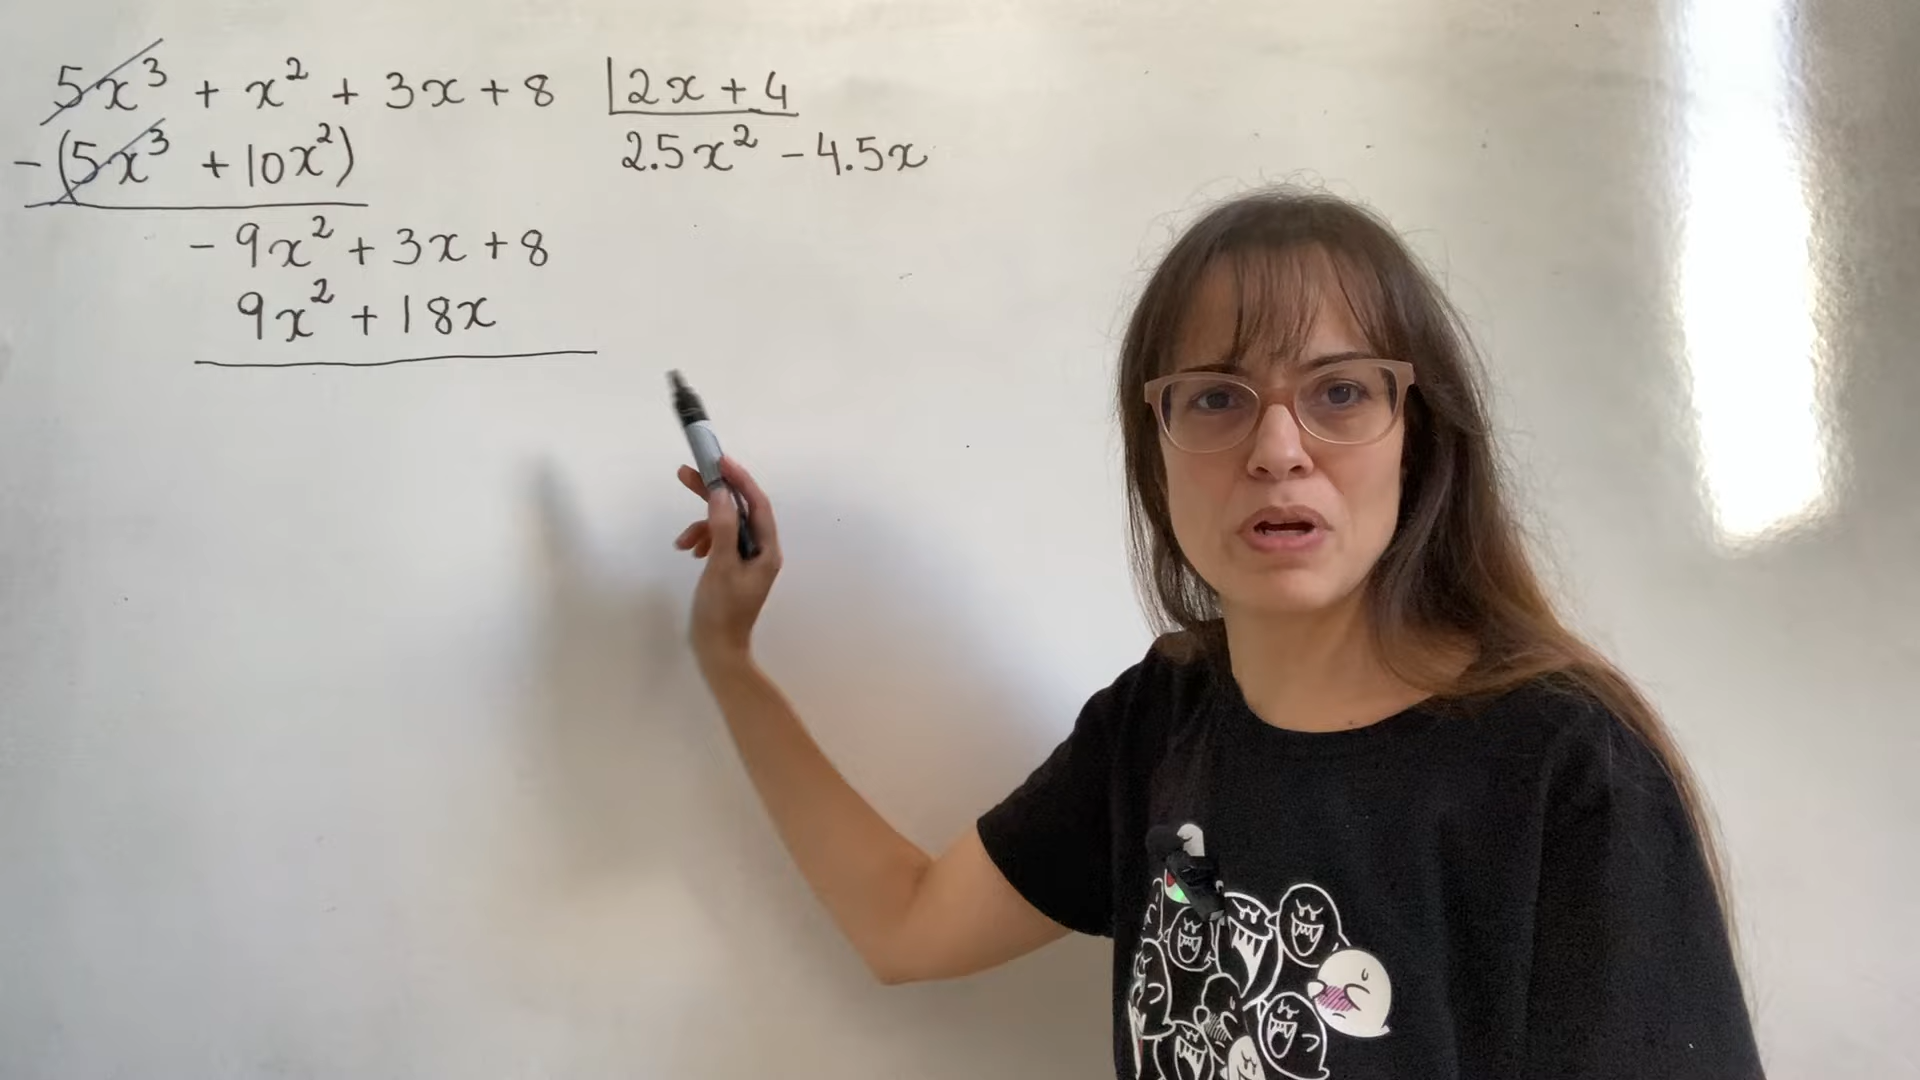 5x³ + x² + 3x + 8 |2x + 4
-(5x³ + 10x²) 2.5x² - 4.5x
- 9x² + 3x + 8
9x² + 18x